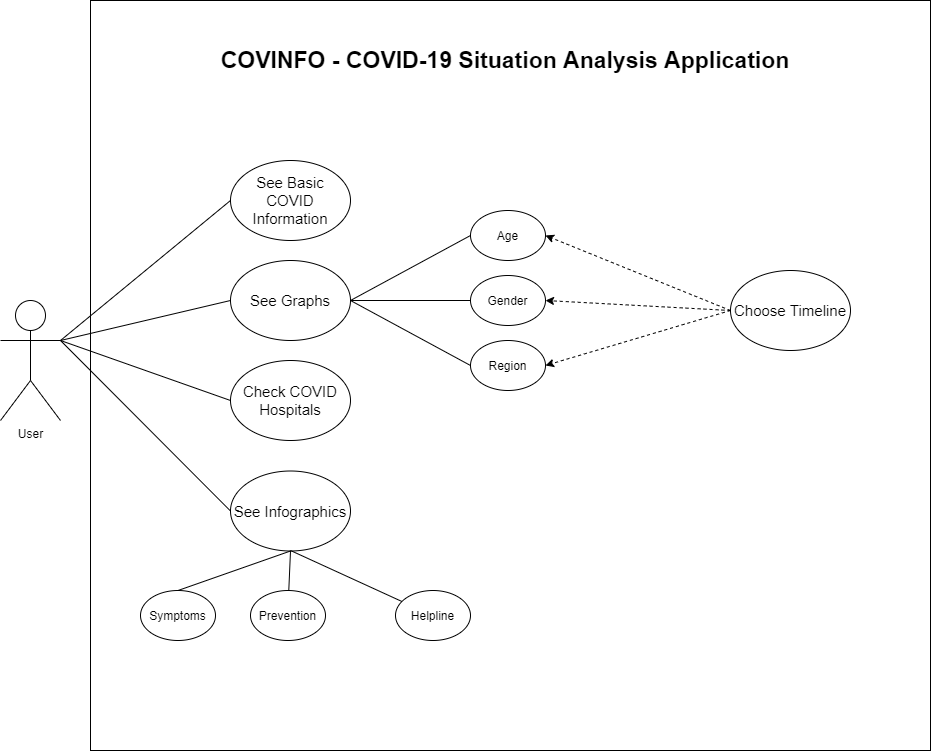 COVINFO - COVID-19 Situation Analysis Application
See Basic
COVID
Information
See Graphs
Age
Gender
Region
Choose Timeline
Check COVID
Hospitals
User
See Infographics
Symptoms
Prevention
Helpline